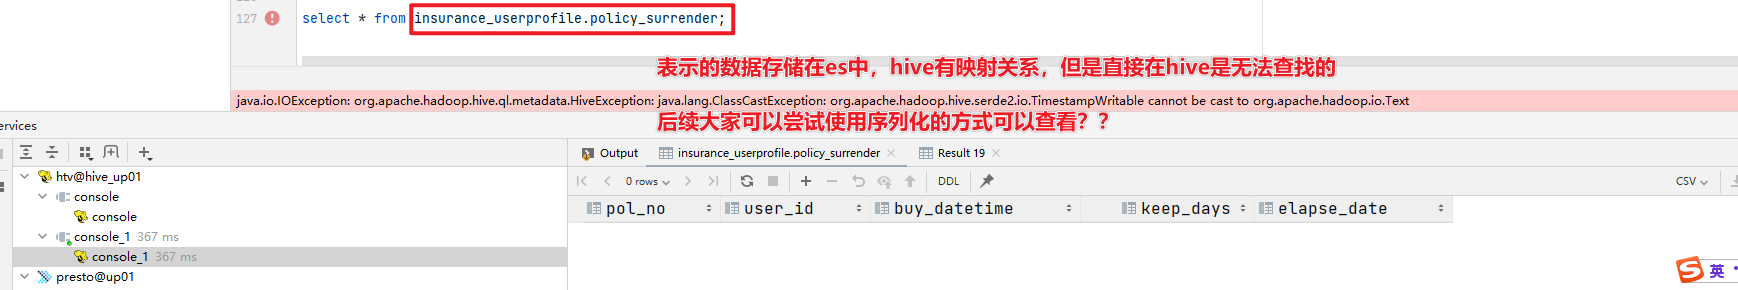 127 select * from insurance_userprofile.policy_surrender;
表示的数据存储在es中，hive有映射关系，但是直接在hive是无法查找的
java.io.IOException: org.apache.hadoop.hive.ql.metadata.HiveException: java.lang.ClassCastException: org.apache.hadoop.hive.serde2.io.TimestampWritable cannot be cast to org.apache.hadoop.io.Text
后续大家可以尝试使用序列化的方式可以查看？？
ervices
htv@hive_up01
console
console
console_1 367 ms
console_1 367 ms
presto@up01
Output insurance_userprofile.policy_surrender Result 19
0 rows DDL CSV
pol_no user_id buy_datetime keep_days elapse_date
S 英